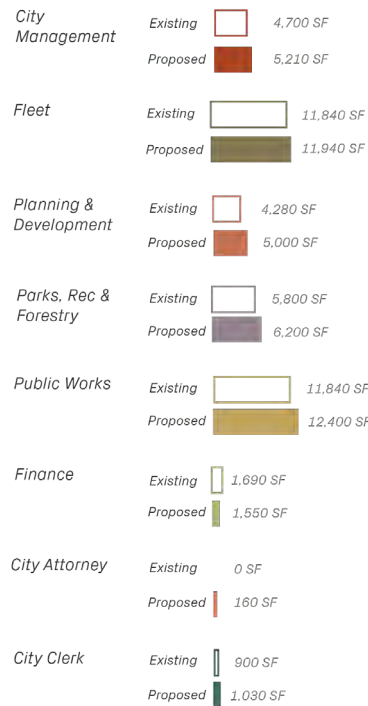 City
Management
Existing 4,700 SF
Proposed 5,210 SF
Fleet
Existing 11,840 SF
Proposed 11,940 SF
Planning &
Development
Existing 4,280 SF
Proposed 5,000 SF
Parks, Rec &
Forestry
Existing 5,800 SF
Proposed 6,200 SF
Public Works
Existing 11,840 SF
Proposed 12,400 SF
Finance
Existing 1,690 SF
Proposed 1,550 SF
City Attorney
Existing 0 SF
Proposed 160 SF
City Clerk
Existing 900 SF
Proposed 1,030 SF